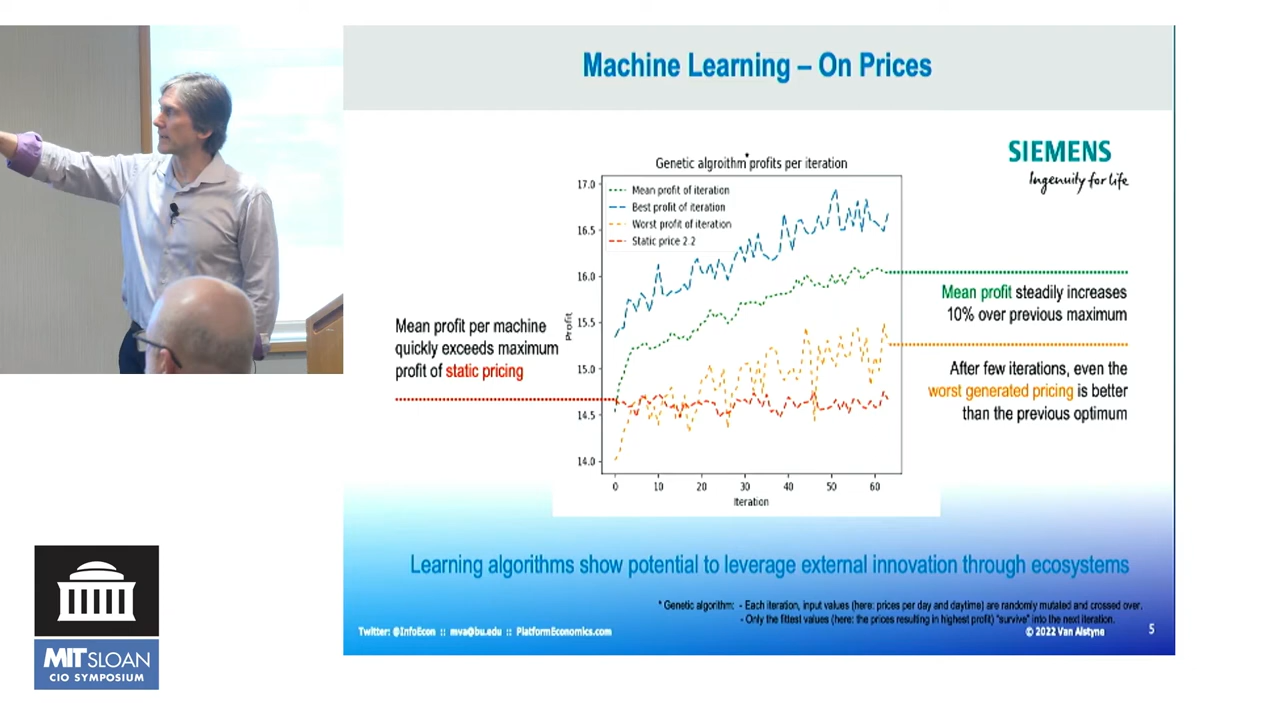 Machine Learning – On Prices
SIEMENS
Ingenuity for life
Genetic algroithm* profits per iteration
Mean profit of iteration
Best profit of iteration
Worst profit of iteration
Static price 2.2
17.0
16.5
16.0
15.5
15.0
14.5
14.0
Profit
0 10 20 30 40 50 60
Iteration
Mean profit per machine
quickly exceeds maximum
profit of static pricing
Mean profit steadily increases
10% over previous maximum
After few iterations, even the
worst generated pricing is better
than the previous optimum
Learning algorithms show potential to leverage external innovation through ecosystems
* Genetic algorithm: - Each iteration, input values (here: prices per day and daytime) are randomly mutated and crossed over.
- Only the fittest values (here: the prices resulting in highest profit) "survive" into the next iteration.
Twitter: @InfoEcon :: mva@bu.edu :: PlatformEconomics.com
© 2022 Van Alstyne
5
MIT SLOAN
CIO SYMPOSIUM